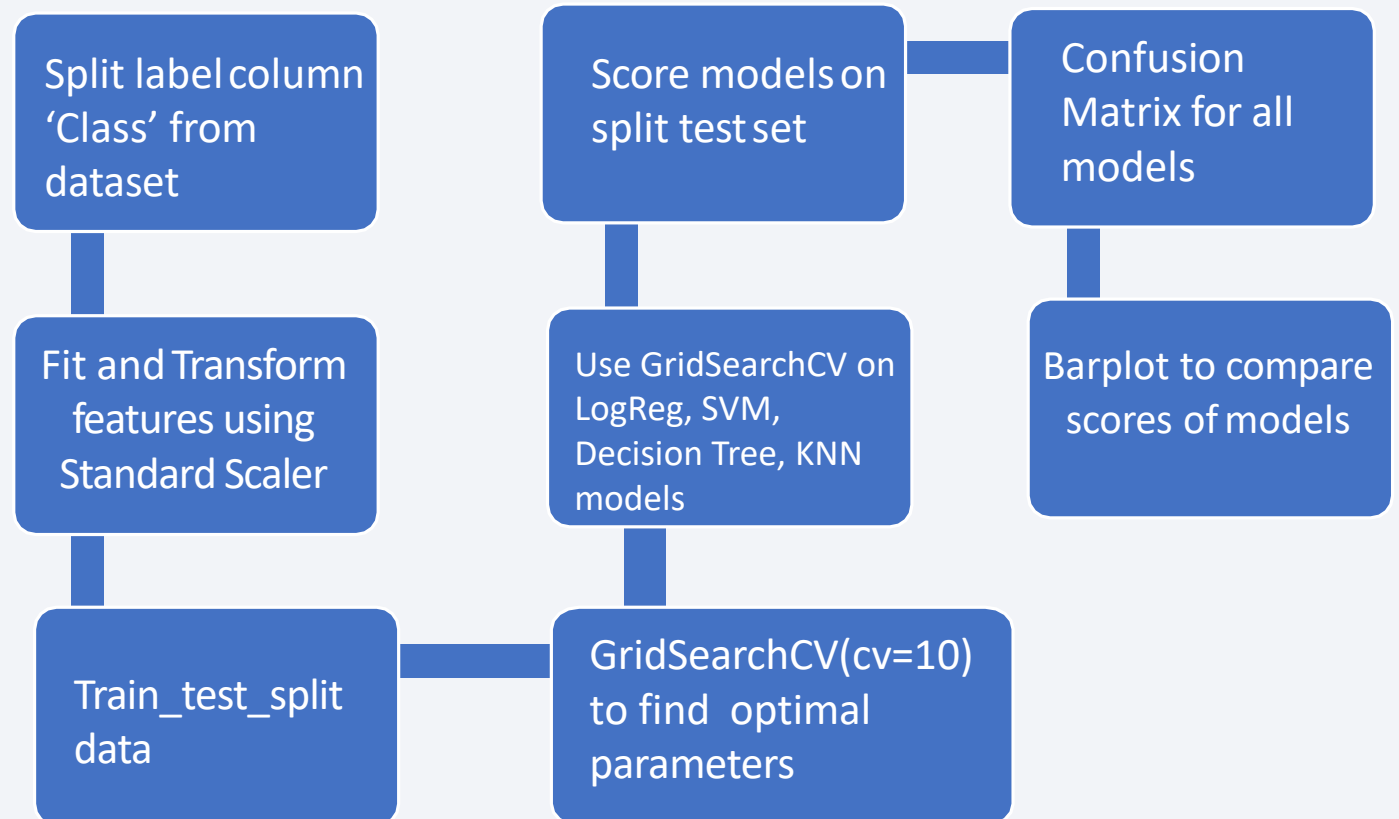 Split label column
‘Class’ from
dataset
Fit and Transform
features using
Standard Scaler
Train_test_split
data
GridSearchCV(cv=10)
to find optimal
parameters
Use GridSearchCV on
LogReg, SVM,
Decision Tree, KNN
models
Score models on
split test set
Confusion
Matrix for all
models
Barplot to compare
scores of models